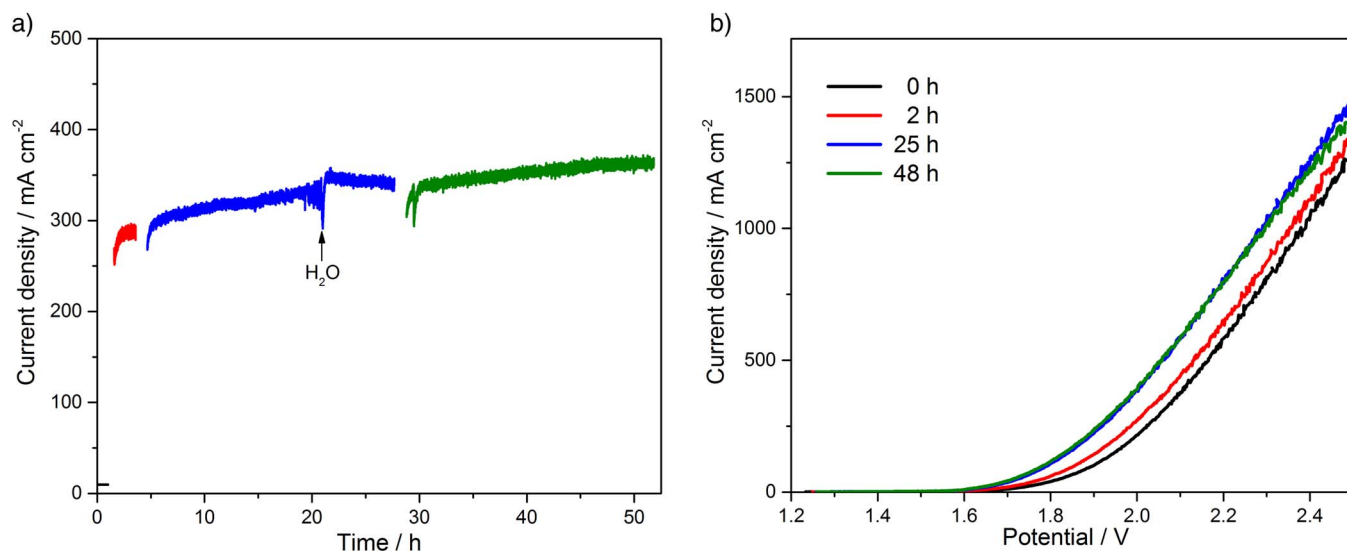 a)
500
400
300
200
100
0
Current density / mA cm⁻²
H₂O
0 10 20 30 40 50
Time / h
b)
1500
1000
500
0
Current density / mA cm⁻²
0 h
2 h
25 h
48 h
1.2 1.4 1.6 1.8 2.0 2.2 2.4
Potential / V